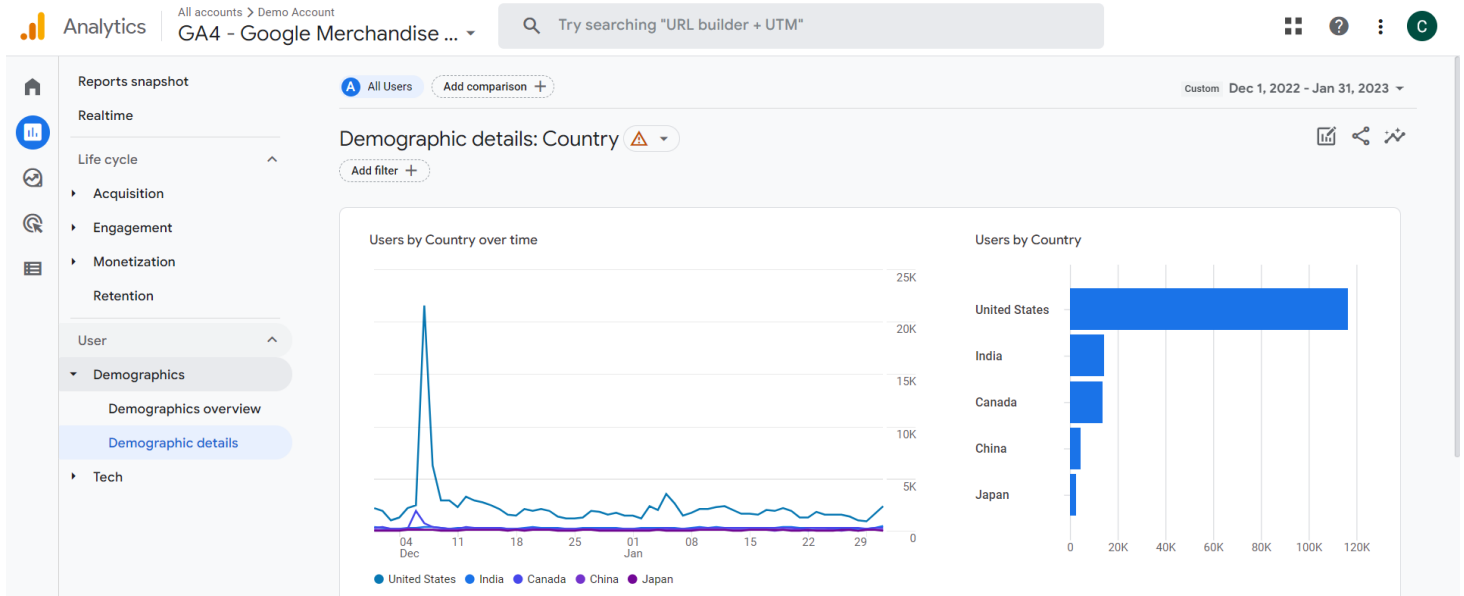 Analytics
All accounts > Demo Account
GA4 - Google Merchandise ...
Try searching "URL builder + UTM"
C
Reports snapshot
Realtime
Life cycle
Acquisition
Engagement
Monetization
Retention
User
Demographics
Demographics overview
Demographic details
Tech
A All Users
Add comparison +
Custom Dec 1, 2022 - Jan 31, 2023
Demographic details: Country
Add filter +
Users by Country over time
25K
20K
15K
10K
5K
0
04 11 18 25 01 08 15 22 29
Dec Jan
United States India Canada China Japan
Users by Country
United States
India
Canada
China
Japan
0 20K 40K 60K 80K 100K 120K